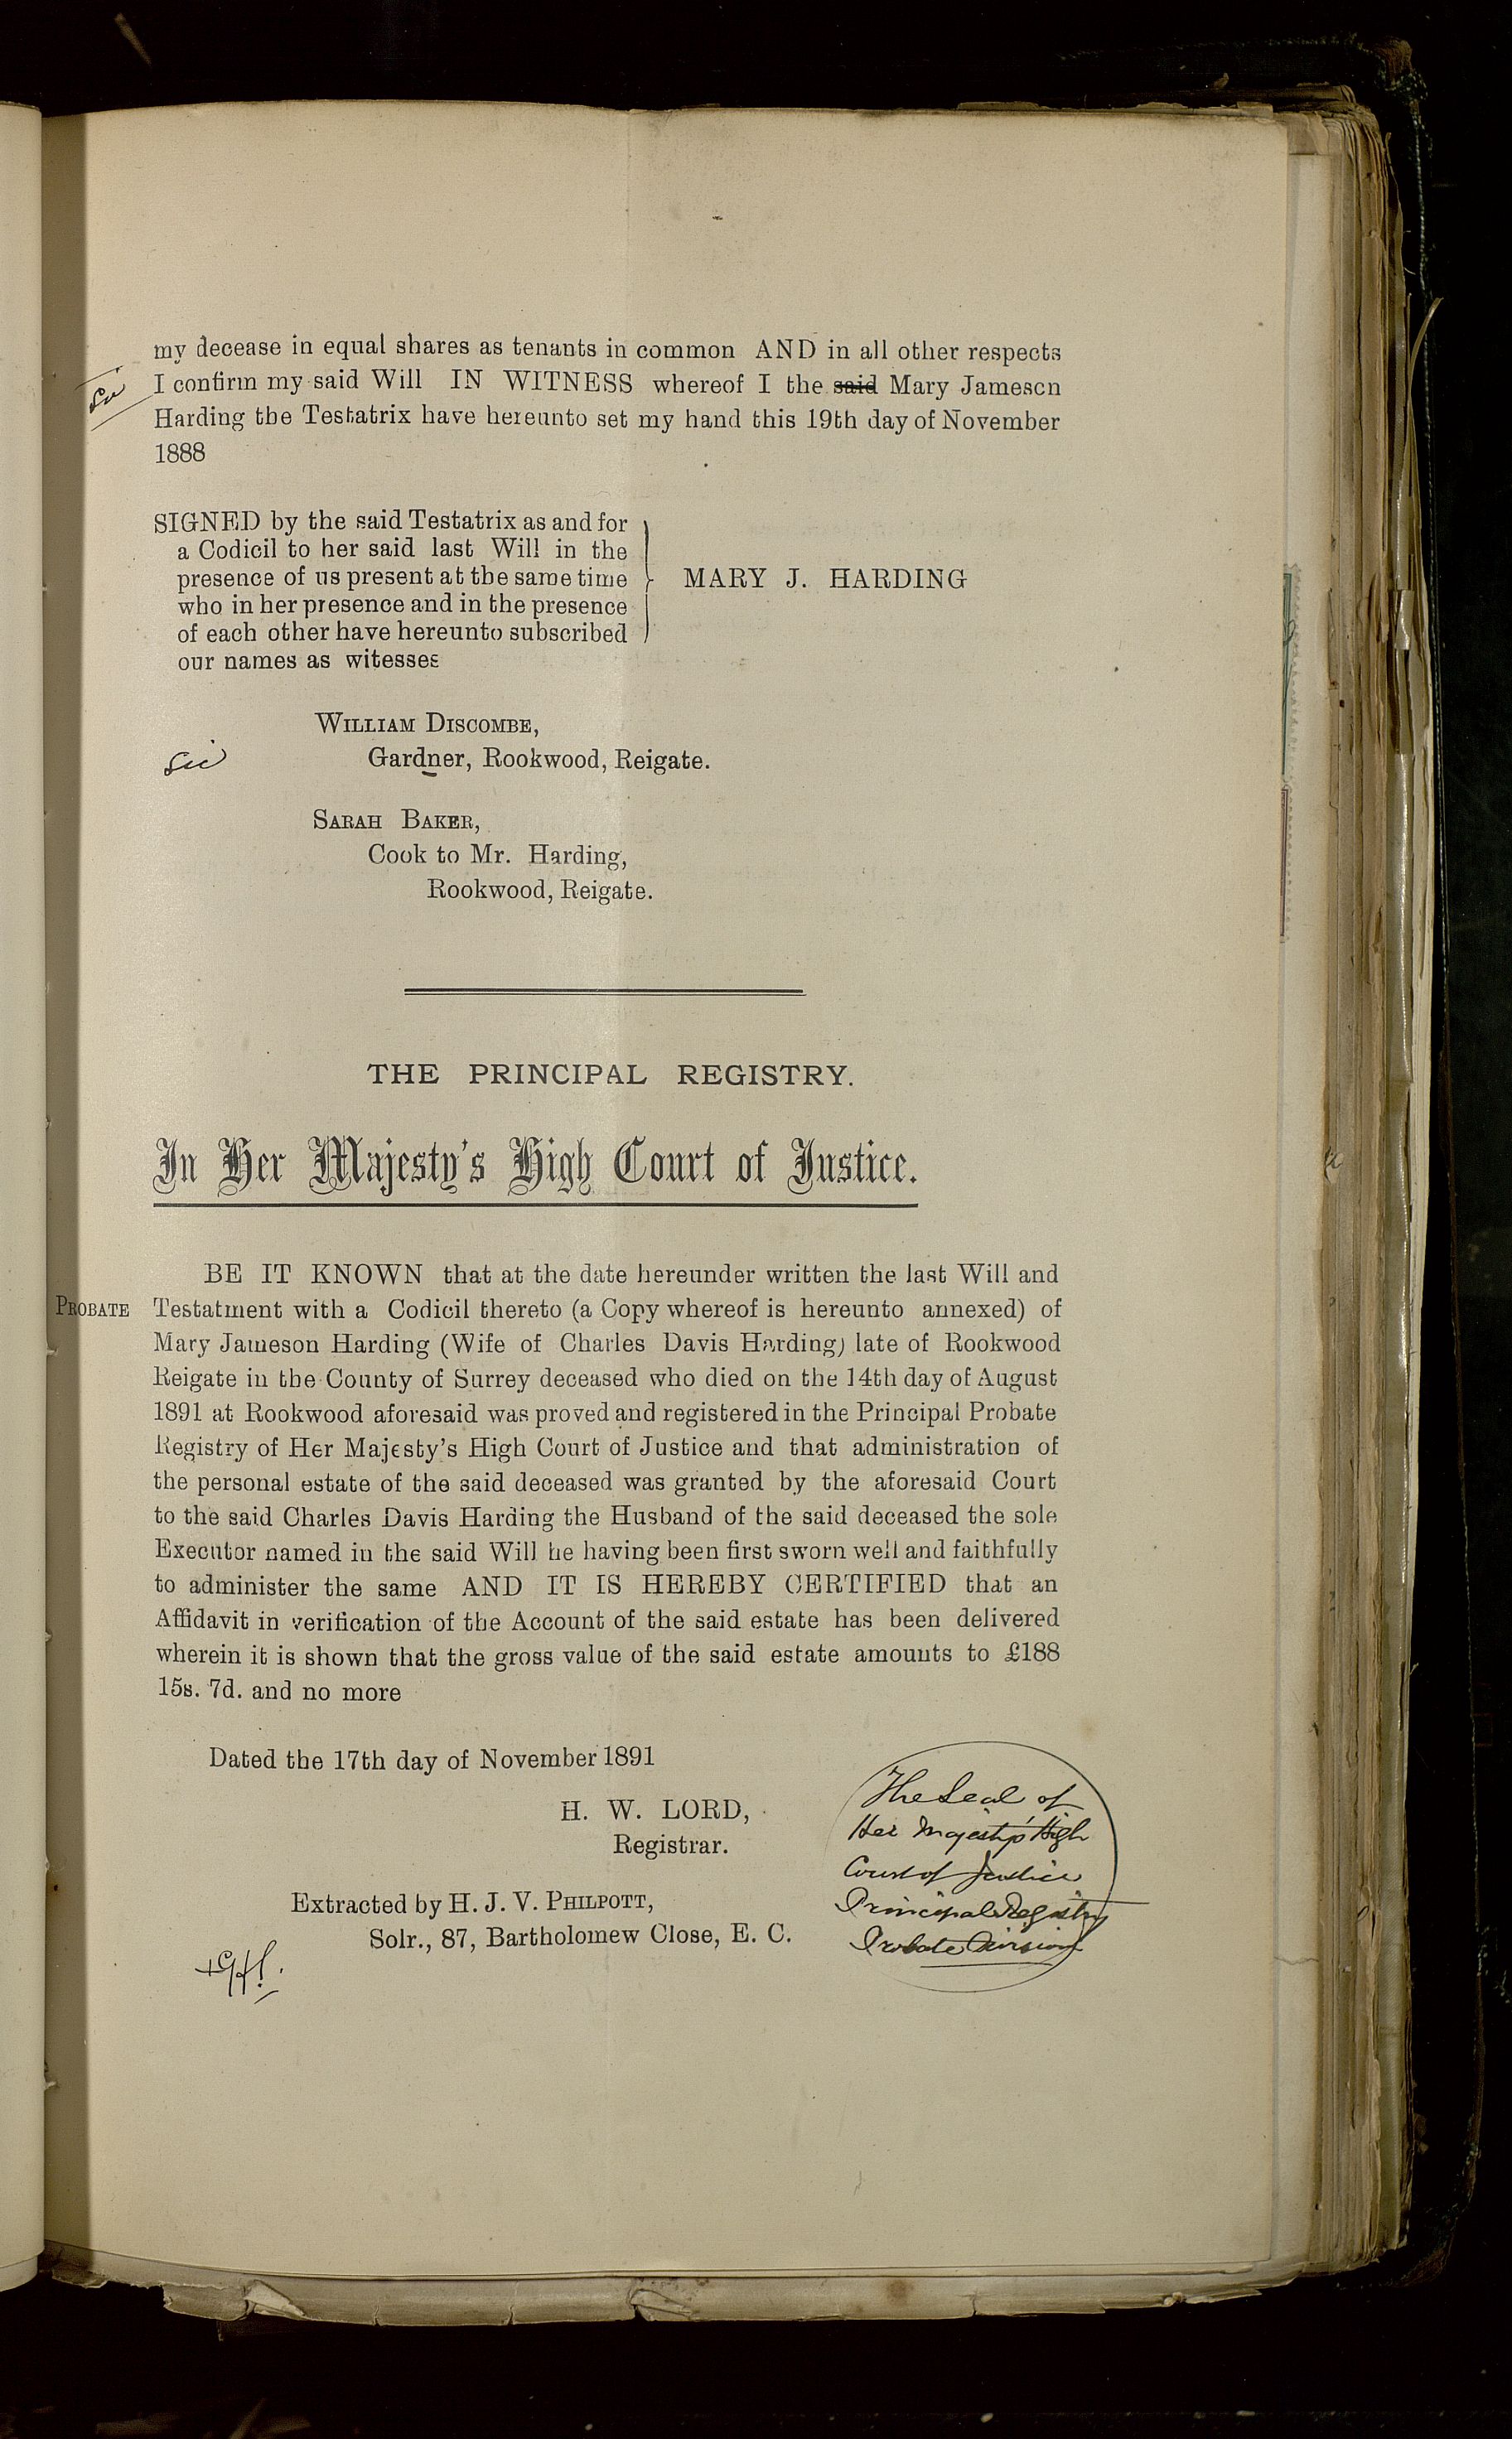 my decease in equal shares as tenants in common AND in all other respects
sic I confirm my said Will IN WITNESS whereof I the said Mary Jameson
Harding the Testatrix have hereunto set my hand this 19th day of November
1888
SIGNED by the said Testatrix as and for
a Codicil to her said last Will in the
presence of us present at the same time
who in her presence and in the presence
of each other have hereunto subscribed
our names as witesses
MARY J. HARDING
WILLIAM DISCOMBE,
sic Gardner, Rookwood, Reigate.
SARAH BAKER,
Cook to Mr. Harding,
Rookwood, Reigate.
THE PRINCIPAL REGISTRY.
In Her Majesty's High Court of Justice.
BE IT KNOWN that at the date hereunder written the last Will and
PROBATE Testatment with a Codicil thereto (a Copy whereof is hereunto annexed) of
Mary Jameson Harding (Wife of Charles Davis Harding) late of Rookwood
Reigate in the County of Surrey deceased who died on the 14th day of August
1891 at Rookwood aforesaid was proved and registered in the Principal Probate
Registry of Her Majesty's High Court of Justice and that administration of
the personal estate of the said deceased was granted by the aforesaid Court
to the said Charles Davis Harding the Husband of the said deceased the sole
Executor named in the said Will he having been first sworn well and faithfully
to administer the same AND IT IS HEREBY CERTIFIED that an
Affidavit in verification of the Account of the said estate has been delivered
wherein it is shown that the gross value of the said estate amounts to £188
15s. 7d. and no more
Dated the 17th day of November 1891
H. W. LORD,
Registrar.
Extracted by H. J. V. PHILPOTT,
Solr., 87, Bartholomew Close, E. C.
The Seal of
Her Majesty's High
Court of Justice
Principal Registry
Probate Division